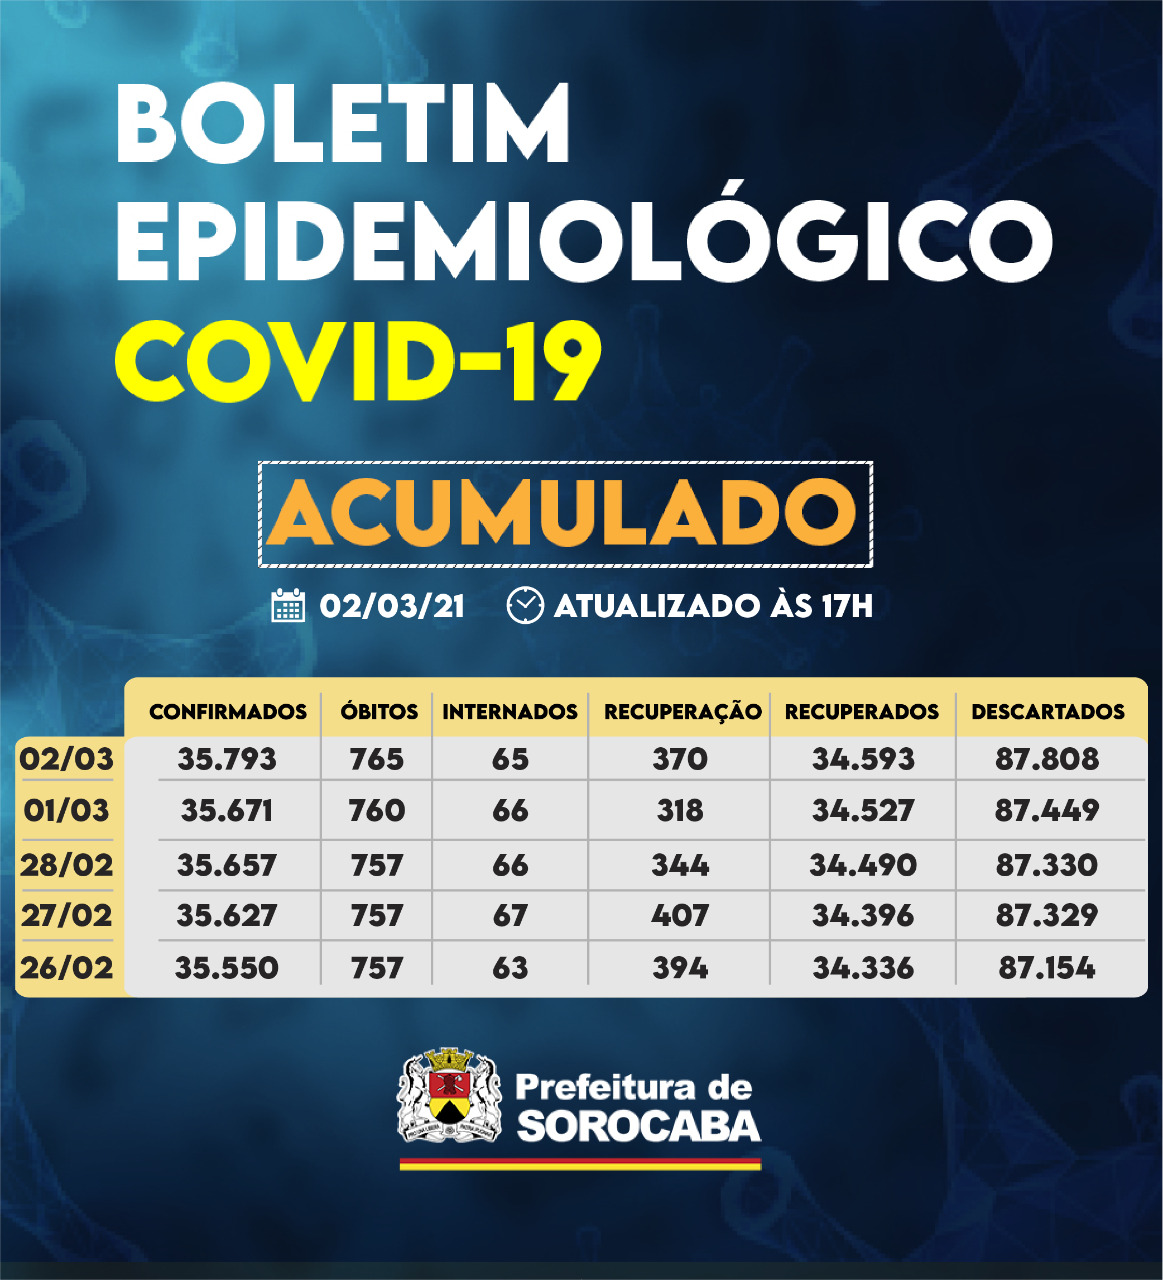 BOLETIM
EPIDEMIOLÓGICO
COVID-19
ACUMULADO
02/03/21 ATUALIZADO ÀS 17H
CONFIRMADOS ÓBITOS INTERNADOS RECUPERAÇÃO RECUPERADOS DESCARTADOS
02/03 35.793 765 65 370 34.593 87.808
01/03 35.671 760 66 318 34.527 87.449
28/02 35.657 757 66 344 34.490 87.330
27/02 35.627 757 67 407 34.396 87.329
26/02 35.550 757 63 394 34.336 87.154
Prefeitura de
SOROCABA